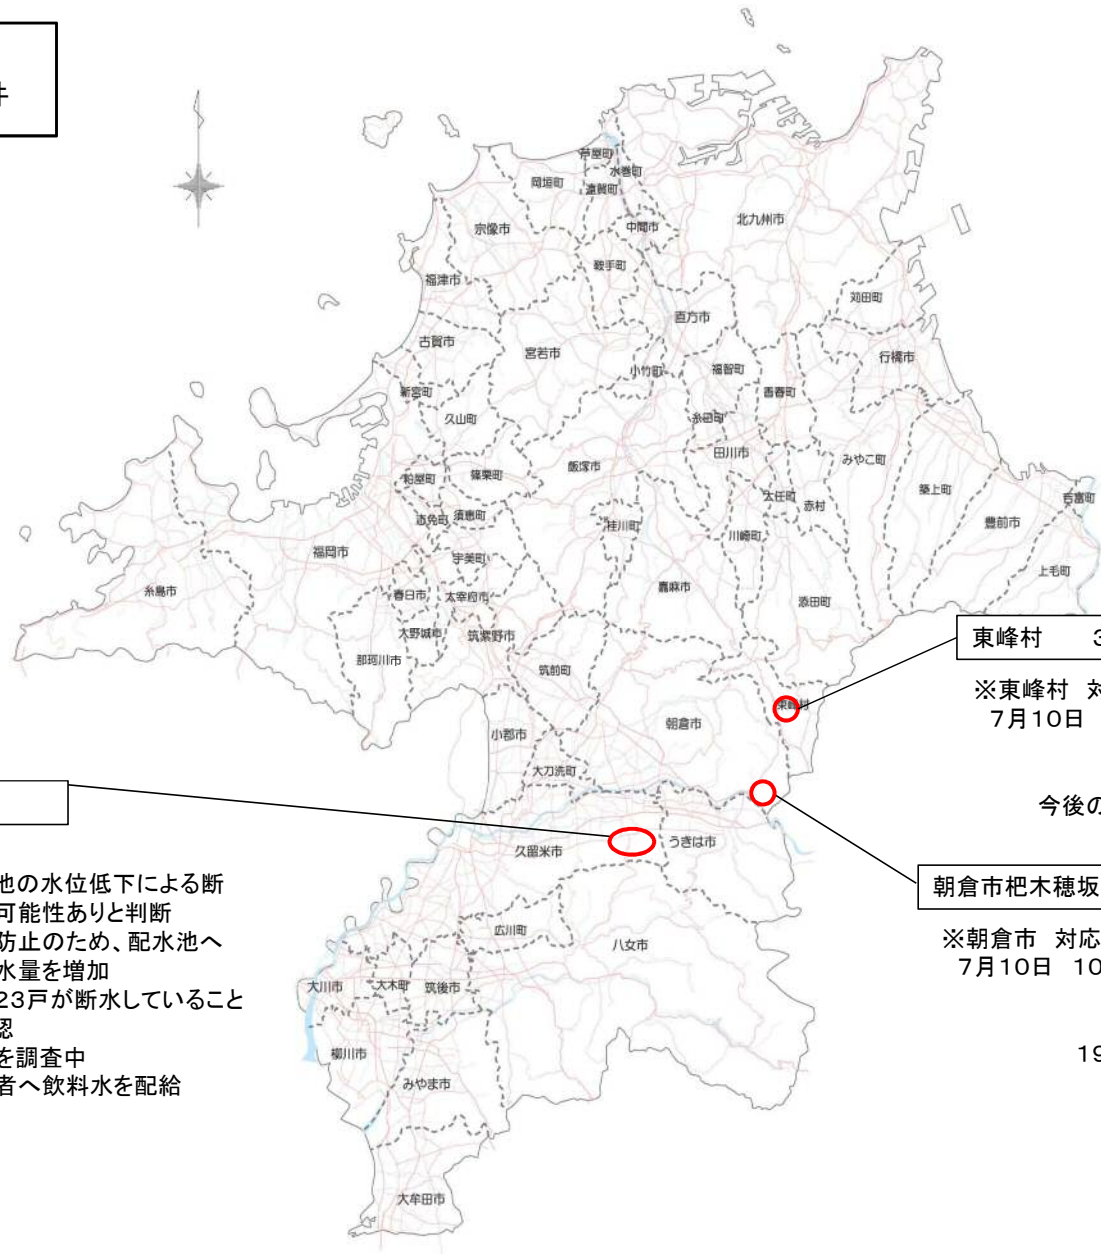 件
芦屋町
水巻町
岡垣町
遠賀町
北九州市
宗像市
中間市
鞍手町
福津市
苅田町
直方市
古賀市
宮若市
行橋市
小竹町
福智町
新宮町
香春町
久山町
糸田町
田川市
みやこ町
飯塚市
篠栗町
粕屋町
築上町
大任町
吉富町
赤村
志免町
須恵町
豊前市
桂川町
川崎町
福岡市
宇美町
上毛町
糸島市
嘉麻市
春日市
太宰府市
添田町
大野城市
筑紫野市
那珂川市
筑前町
東峰村 3
※東峰村 対
7月10日
東峰村
朝倉市
小郡市
大刀洗町
今後の
久留米市
うきは市
池の水位低下による断
可能性ありと判断
防止のため、配水池へ
水量を増加
23戸が断水していること
認
を調査中
者へ飲料水を配給
朝倉市杷木穂坂
※朝倉市 対応
7月10日 10
19
広川町
八女市
大川市
大木町
筑後市
柳川市
みやま市
大牟田市